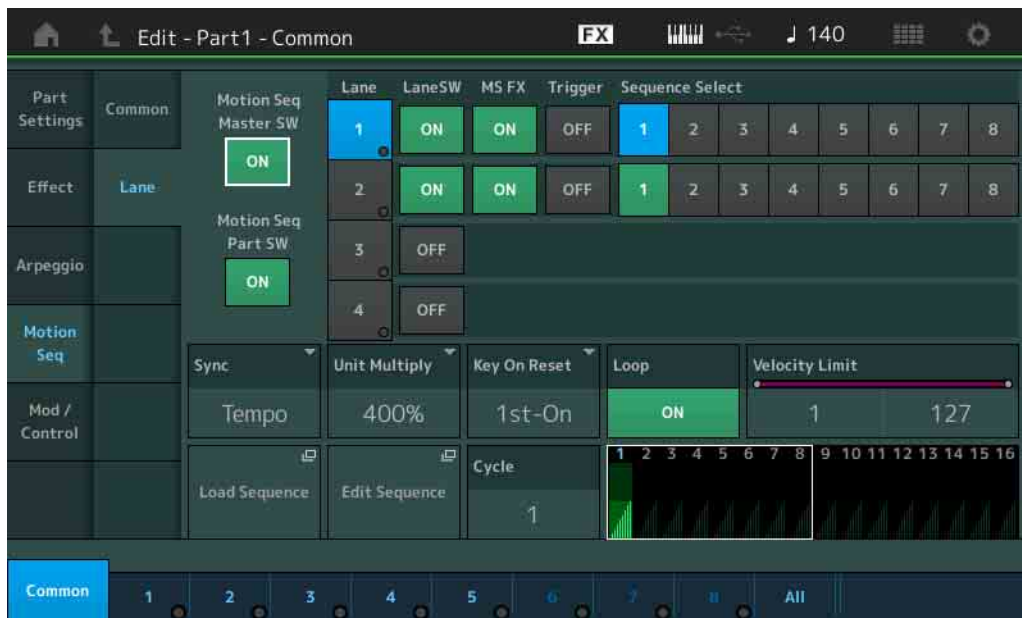 Edit - Part1 - Common FX ♩ 140
Part Settings
Common
Motion Seq Master SW
ON
Lane LaneSW MS FX Trigger Sequence Select
1 ON ON OFF 1 2 3 4 5 6 7 8
Effect
Lane
2 ON ON OFF 1 2 3 4 5 6 7 8
Motion Seq Part SW
ON
Arpeggio
3 OFF
4 OFF
Motion Seq
Sync Unit Multiply Key On Reset Loop Velocity Limit
Tempo 400% 1st-On ON 1 127
Mod / Control
Load Sequence Edit Sequence Cycle
1
1 2 3 4 5 6 7 8 9 10 11 12 13 14 15 16
Common 1 2 3 4 5 6 7 8 All